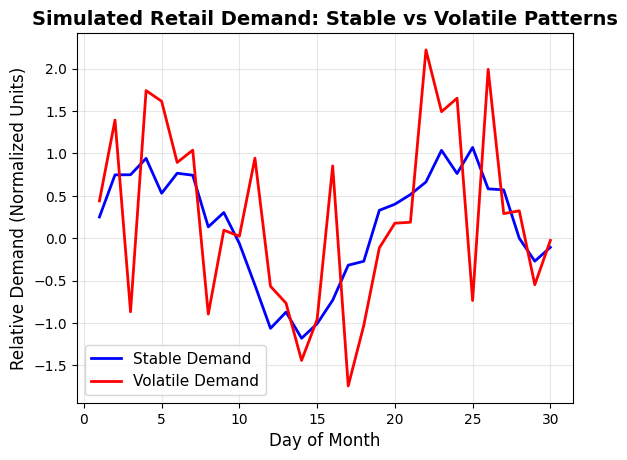 Simulated Retail Demand: Stable vs Volatile Patterns
Relative Demand (Normalized Units)
2.0
1.5
1.0
0.5
0.0
−0.5
−1.0
−1.5
Stable Demand
Volatile Demand
0 5 10 15 20 25 30
Day of Month